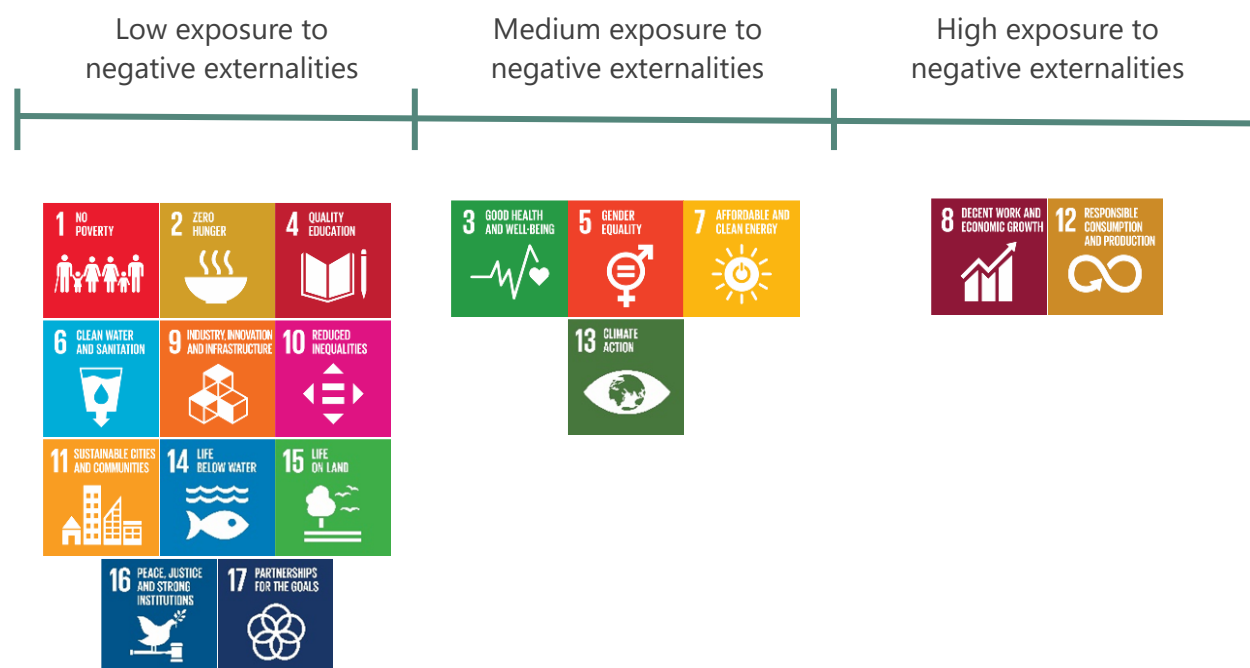 Low exposure to
negative externalities
Medium exposure to
negative externalities
High exposure to
negative externalities
1 NO
POVERTY
2 ZERO
HUNGER
4 QUALITY
EDUCATION
6 CLEAN WATER
AND SANITATION
9 INDUSTRY, INNOVATION
AND INFRASTRUCTURE
10 REDUCED
INEQUALITIES
11 SUSTAINABLE CITIES
AND COMMUNITIES
14 LIFE
BELOW WATER
15 LIFE
ON LAND
16 PEACE, JUSTICE
AND STRONG
INSTITUTIONS
17 PARTNERSHIPS
FOR THE GOALS
3 GOOD HEALTH
AND WELL-BEING
5 GENDER
EQUALITY
7 AFFORDABLE AND
CLEAN ENERGY
13 CLIMATE
ACTION
8 DECENT WORK AND
ECONOMIC GROWTH
12 RESPONSIBLE
CONSUMPTION
AND PRODUCTION